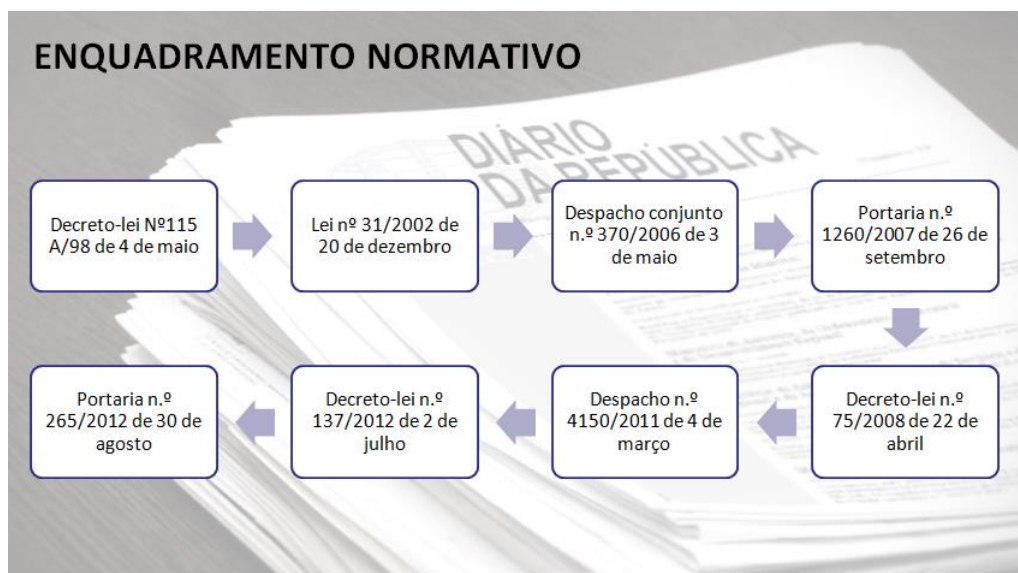 ENQUADRAMENTO NORMATIVO
DIÁRIO
DA REPÚBLICA
Decreto-lei Nº115
A/98 de 4 de maio
Lei nº 31/2002 de
20 de dezembro
Despacho conjunto
n.º 370/2006 de 3
de maio
Portaria n.º
1260/2007 de 26 de
setembro
Decreto-lei n.º
75/2008 de 22 de
abril
Despacho n.º
4150/2011 de 4 de
março
Decreto-lei n.º
137/2012 de 2 de
julho
Portaria n.º
265/2012 de 30 de
agosto